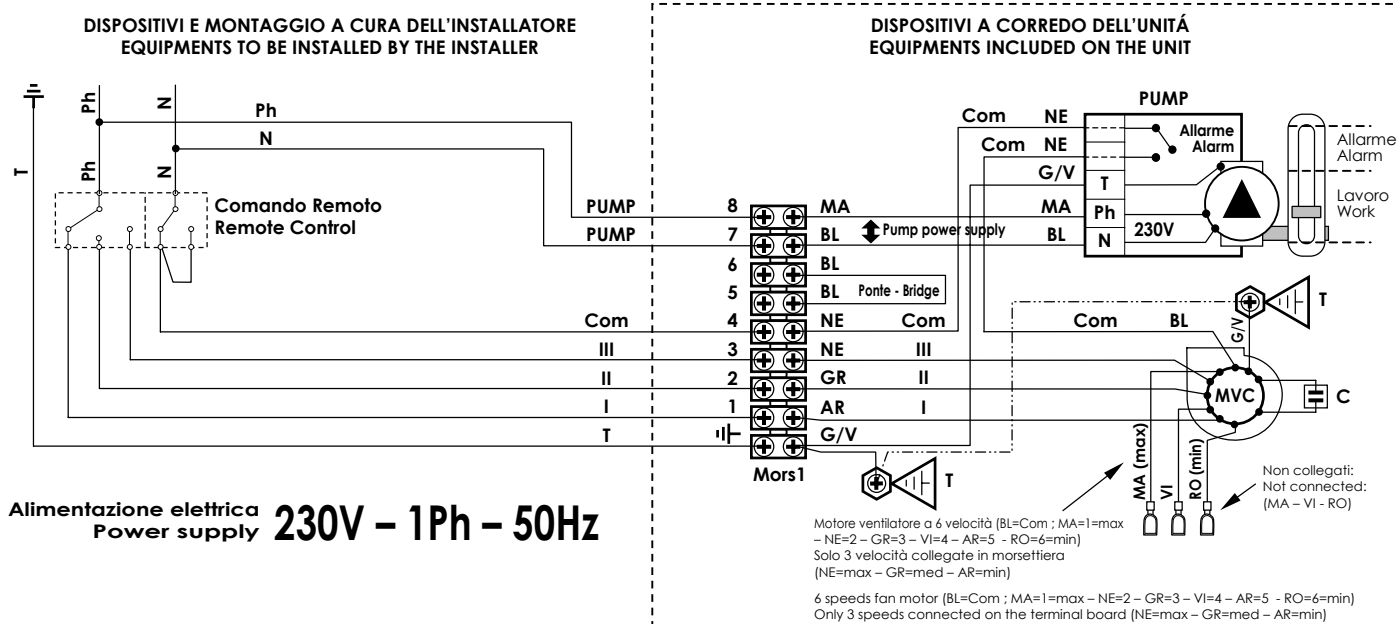 DISPOSITIVI E MONTAGGIO A CURA DELL'INSTALLATORE
EQUIPMENTS TO BE INSTALLED BY THE INSTALLER
DISPOSITIVI A CORREDO DELL'UNITÁ
EQUIPMENTS INCLUDED ON THE UNIT
Ph
N
Ph
N
T
Ph
N
Comando Remoto
Remote Control
PUMP
PUMP
Com
III
II
I
T
8
7
6
5
4
3
2
1
Mors1
MA
BL
BL
BL
NE
NE
GR
AR
G/V
Pump power supply
Ponte - Bridge
Com
III
II
I
Com NE
Com NE
G/V
MA
BL
PUMP
T
Ph
N
230V
Allarme
Alarm
Allarme
Alarm
Lavoro
Work
Com BL
G/V
T
MVC
C
T
MA (max)
VI
RO (min)
Non collegati:
Not connected:
(MA – VI - RO)
Alimentazione elettrica
Power supply
230V – 1Ph – 50Hz
Motore ventilatore a 6 velocità (BL=Com ; MA=1=max
– NE=2 – GR=3 – VI=4 – AR=5 - RO=6=min)
Solo 3 velocità collegate in morsettiera
(NE=max – GR=med – AR=min)
6 speeds fan motor (BL=Com ; MA=1=max – NE=2 – GR=3 – VI=4 – AR=5 - RO=6=min)
Only 3 speeds connected on the terminal board (NE=max – GR=med – AR=min)